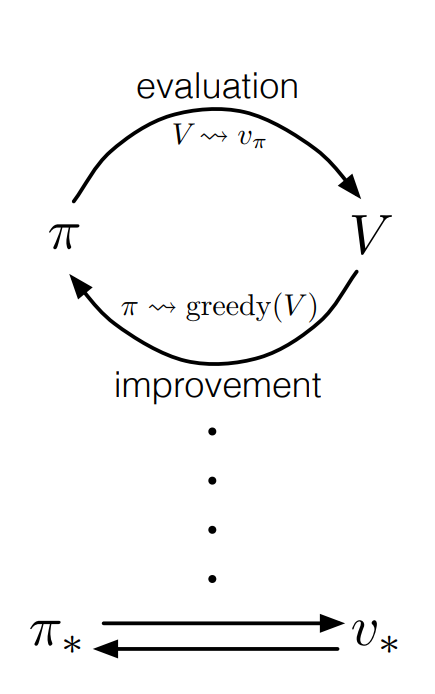 evaluation
V ⇝ v_π
π V
π ⇝ greedy(V)
improvement
π_* v_*